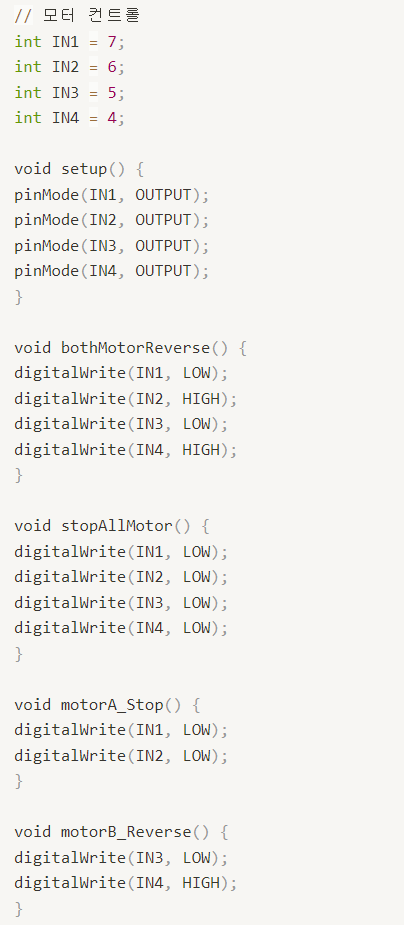 // 모터 컨트롤
int IN1 = 7;
int IN2 = 6;
int IN3 = 5;
int IN4 = 4;
void setup() {
pinMode(IN1, OUTPUT);
pinMode(IN2, OUTPUT);
pinMode(IN3, OUTPUT);
pinMode(IN4, OUTPUT);
}
void bothMotorReverse() {
digitalWrite(IN1, LOW);
digitalWrite(IN2, HIGH);
digitalWrite(IN3, LOW);
digitalWrite(IN4, HIGH);
}
void stopAllMotor() {
digitalWrite(IN1, LOW);
digitalWrite(IN2, LOW);
digitalWrite(IN3, LOW);
digitalWrite(IN4, LOW);
}
void motorA_Stop() {
digitalWrite(IN1, LOW);
digitalWrite(IN2, LOW);
}
void motorB_Reverse() {
digitalWrite(IN3, LOW);
digitalWrite(IN4, HIGH);
}